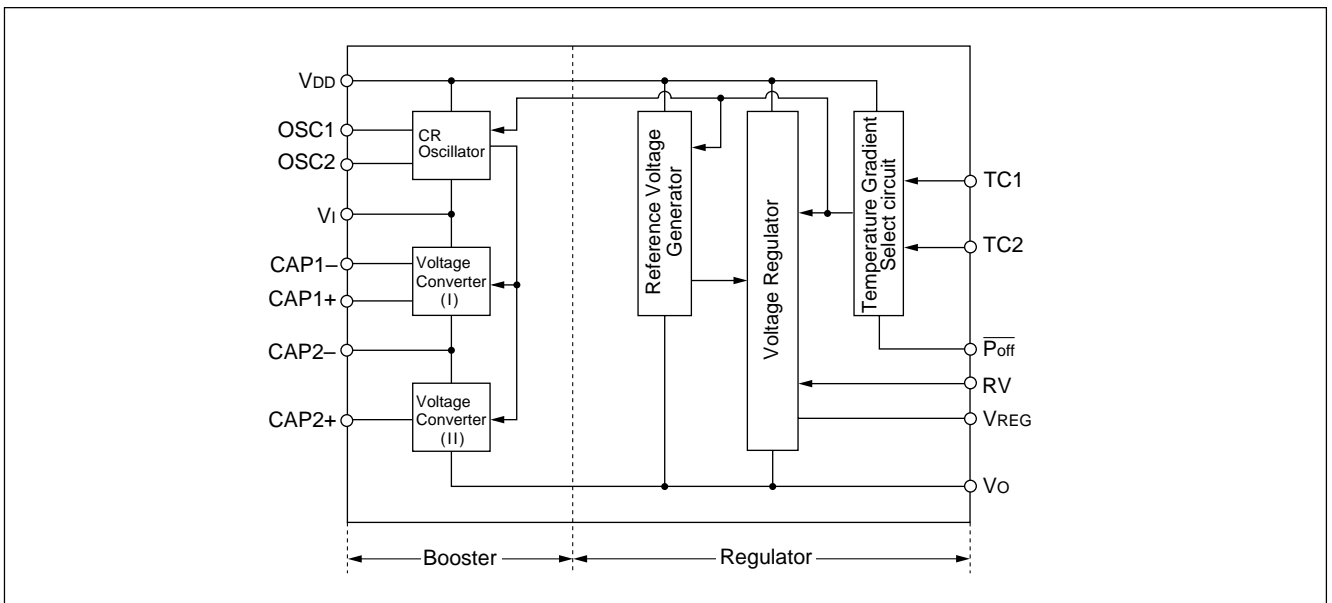 VDD
OSC1
OSC2
VI
CAP1–
CAP1+
CAP2–
CAP2+
CR
Oscillator
Voltage
Converter
(I)
Voltage
Converter
(II)
Reference Voltage
Generator
Voltage Regulator
Temperature Gradient
Select circuit
TC1
TC2
Poff
RV
VREG
VO
Booster
Regulator